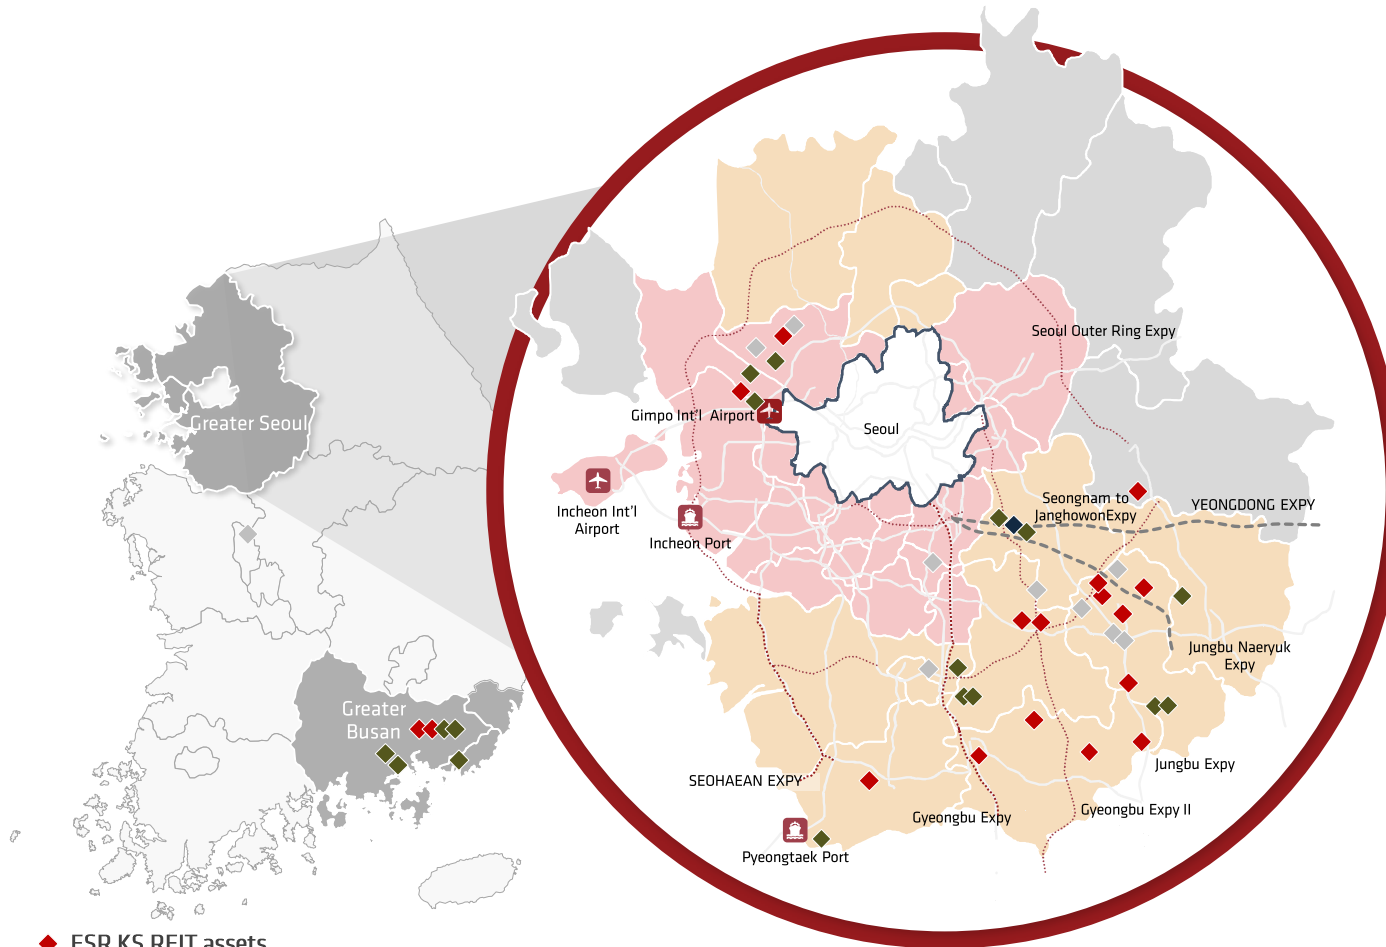 Greater Seoul
Greater
Busan
Seoul Outer Ring Expy
Gimpo Int'l Airport
Seoul
Incheon Int'l
Airport
Incheon Port
Seongnam to
JanghowonExpy
YEONGDONG EXPY
Jungbu Naeryuk
Expy
Jungbu Expy
SEOHAEAN EXPY
Gyeongbu Expy
Gyeongbu Expy II
Pyeongtaek Port
ESR KS REIT assets